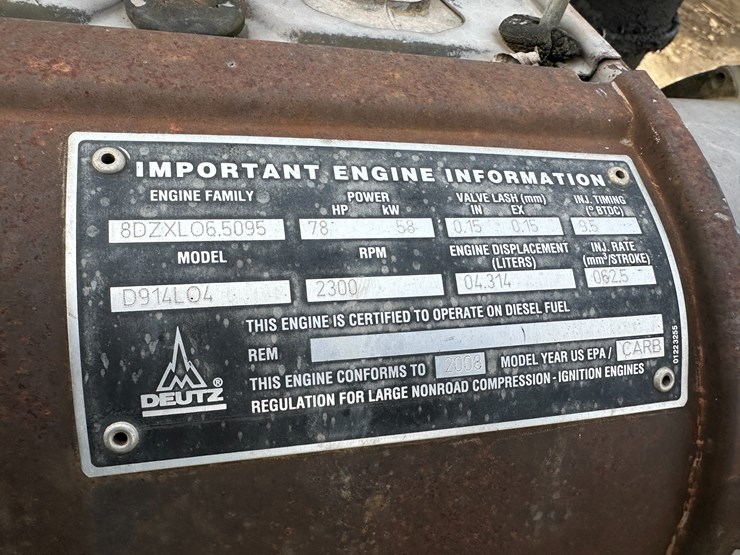 IMPORTANT ENGINE INFORMATION
ENGINE FAMILY POWER VALVE LASH (mm) INJ. TIMING
HP kW IN EX (° BTDC)
8DZXL06.5095 78 58 0.15 0.15 9.5
MODEL RPM ENGINE DISPLACEMENT INJ. RATE
(LITERS) (mm³/STROKE)
D914L04 2300 04.314 062.5
THIS ENGINE IS CERTIFIED TO OPERATE ON DIESEL FUEL
REM
THIS ENGINE CONFORMS TO 2008 MODEL YEAR US EPA / CARB
REGULATION FOR LARGE NONROAD COMPRESSION - IGNITION ENGINES
DEUTZ ®
01223255